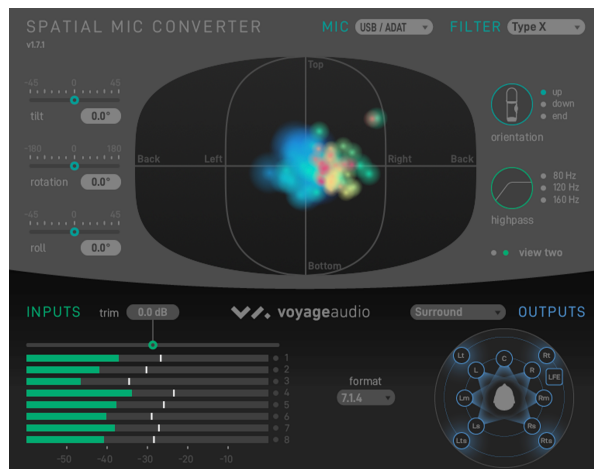 SPATIAL MIC CONVERTER
v1.7.1
MIC USB / ADAT
FILTER Type X
-45 0 45
tilt 0.0°
-180 0 180
rotation 0.0°
-45 0 45
roll 0.0°
Top
Back Left Right Back
Bottom
up
down
end
orientation
80 Hz
120 Hz
160 Hz
highpass
view two
INPUTS trim 0.0 dB
voyageaudio
Surround OUTPUTS
1
2
3
4
5
6
7
8
-50 -40 -30 -20 -10
format
7.1.4
Lt C Rt
L R LFE
Lm Rm
Ls Rs
Lts Rts